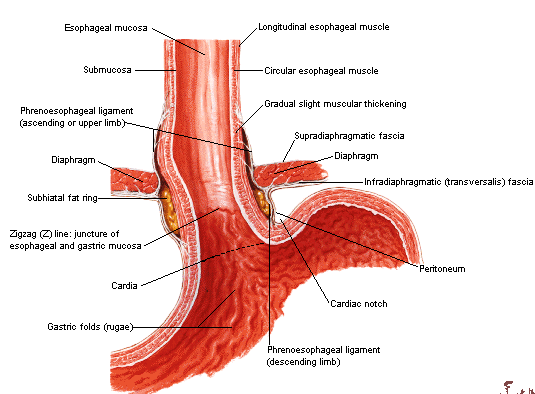 Esophageal mucosa
Longitudinal esophageal muscle
Submucosa
Circular esophageal muscle
Gradual slight muscular thickening
Phrenoesophageal ligament
(ascending or upper limb)
Supradiaphragmatic fascia
Diaphragm
Diaphragm
Infradiaphragmatic (transversalis) fascia
Subhiatal fat ring
Zigzag (Z) line: juncture of
esophageal and gastric mucosa
Peritoneum
Cardia
Cardiac notch
Gastric folds (rugae)
Phrenoesophageal ligament
(descending limb)